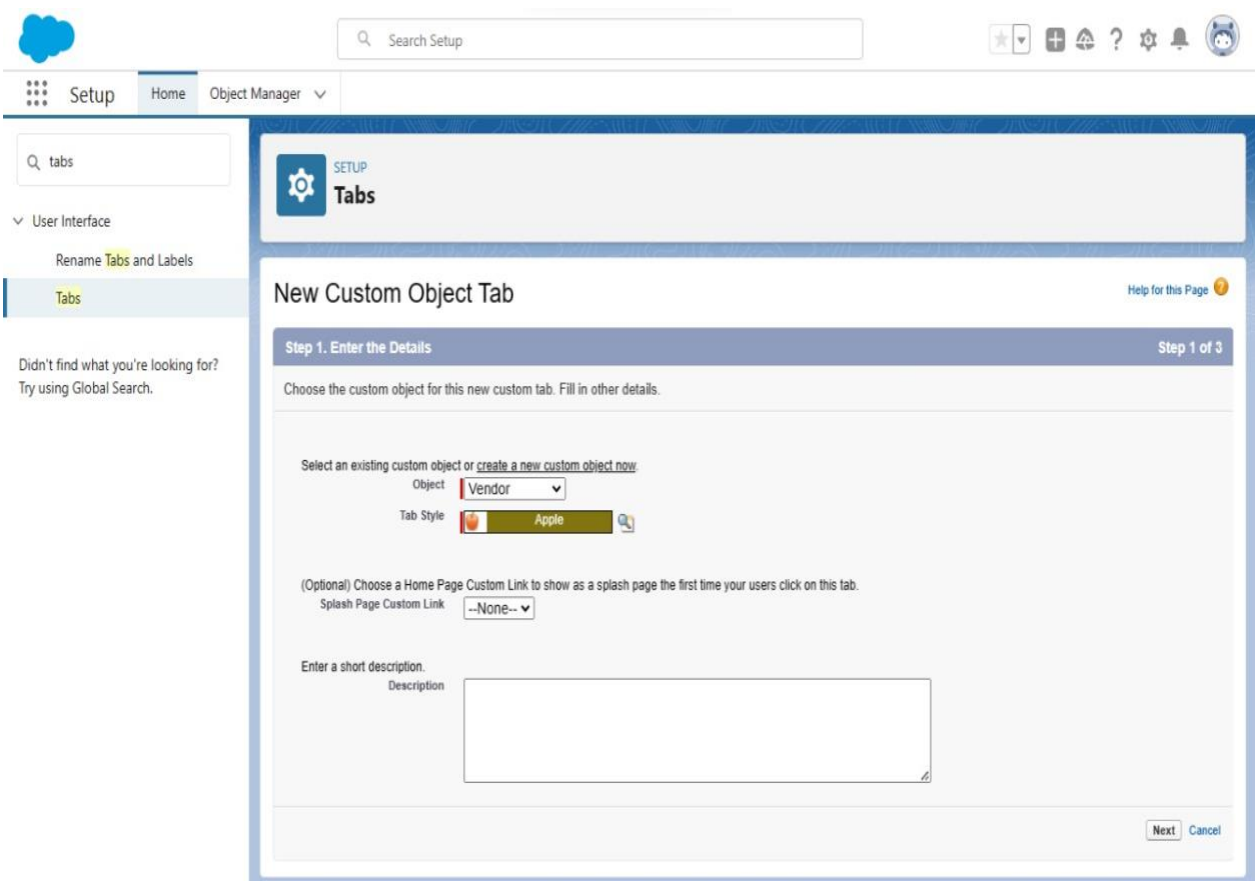 Search Setup
Setup Home Object Manager
tabs
User Interface
Rename Tabs and Labels
Tabs
Didn't find what you're looking for?
Try using Global Search.
SETUP
Tabs
New Custom Object Tab
Help for this Page
Step 1. Enter the Details Step 1 of 3
Choose the custom object for this new custom tab. Fill in other details.
Select an existing custom object or create a new custom object now.
Object Vendor
Tab Style Apple
(Optional) Choose a Home Page Custom Link to show as a splash page the first time your users click on this tab.
Splash Page Custom Link --None--
Enter a short description.
Description
Next Cancel